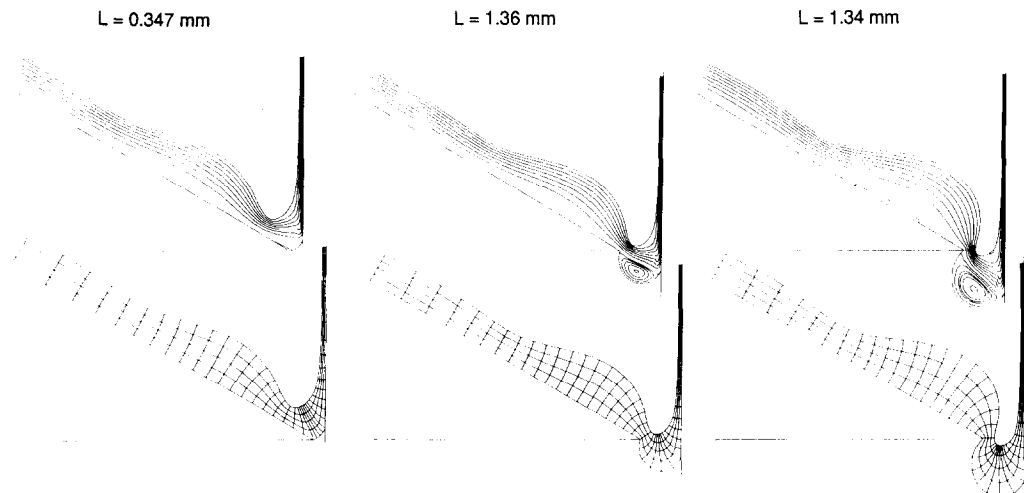 L = 0.347 mm
L = 1.36 mm
L = 1.34 mm